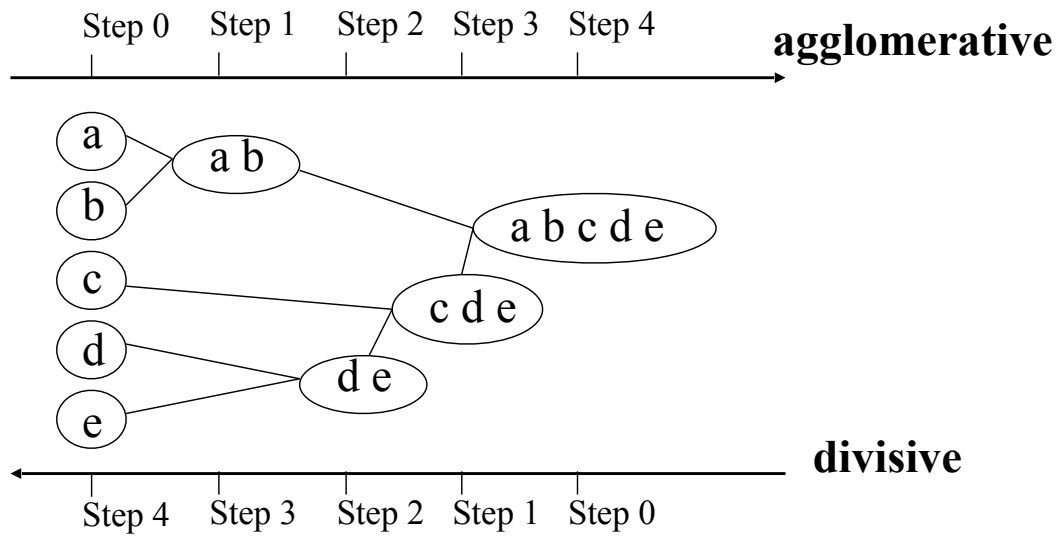 Step 0 Step 1 Step 2 Step 3 Step 4
agglomerative
a
a b
b
a b c d e
c
c d e
d
d e
e
divisive
Step 4 Step 3 Step 2 Step 1 Step 0